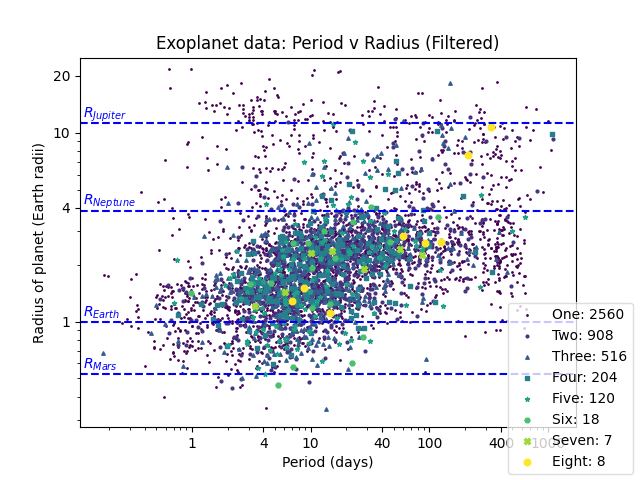 Exoplanet data: Period v Radius (Filtered)
Radius of planet (Earth radii)
20
10
4
1
R_Jupiter
R_Neptune
R_Earth
R_Mars
1 4 10 40 100 400 1000
Period (days)
One: 2560
Two: 908
Three: 516
Four: 204
Five: 120
Six: 18
Seven: 7
Eight: 8